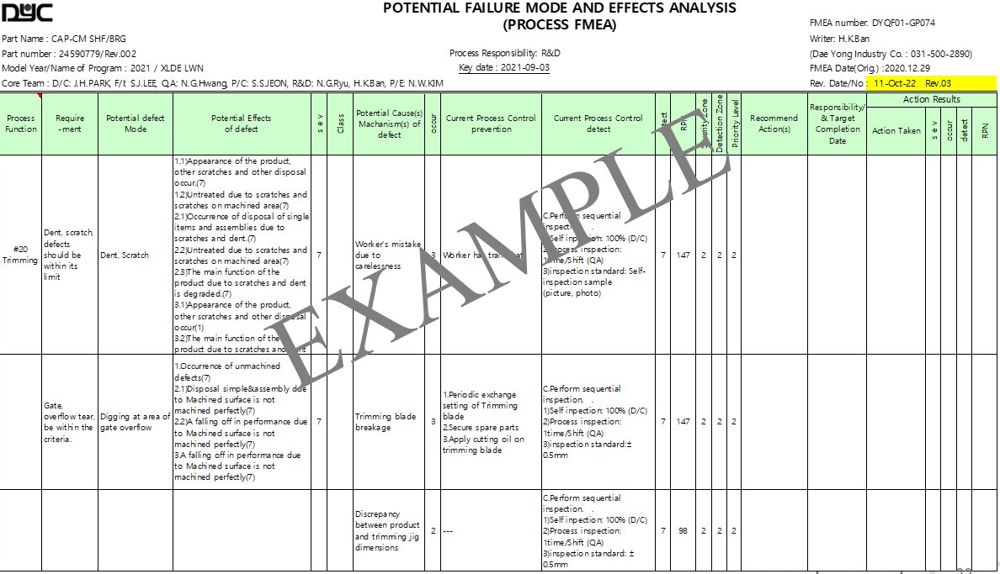 DYC
POTENTIAL FAILURE MODE AND EFFECTS ANALYSIS
(PROCESS FMEA)
FMEA number: DYQF01-GP074
Part Name : CAP-CM SHF/BRG
Writer: H.K.Ban
Part number : 24590779/Rev.002
Process Responsibility: R&D
(Dae Yong Industry Co. : 031-500-2890)
Model Year/Name of Program : 2021 / XLDE LWN
Key date : 2021-09-03
FMEA Date(Orig.) :2020.12.29
Core Team : D/C: J.H.PARK, F/I: S.J.LEE, Q.A: N.G.Hwang, P/C: S.S.JEON, R&D: N.G.Ryu, H.K.Ban, P/E: N.W.KIM
Rev. Date/No : 11-Oct-22 Rev.03
Process
Function
Require
-ment
Potential defect
Mode
Potential Effects
of defect
s e v
Class
Potential Cause(s)
Machanism(s) of
defect
occur
Current Process Control
prevention
Current Process Control
detect
RPN
Detection Zone
Priority Level
Recommend
Action(s)
Responsibility/
& Target
Completion
Date
Action Results
Action Taken
s e v
occur
detect
RPN
#20
Trimming
Dent, scratch,
defects
should be
within its
limit
Dent, Scratch
1.1)Appearance of the product,
other scratches and other disposal
occur.(7)
1.2)Untreated due to scratches and
scratches on machined area(7)
2.1)Occurrence of disposal of single
items and assemblies due to
scratches and dent.(7)
2.2)Untreated due to scratches and
scratches on machined area(7)
2.3)The main function of the
product due to scratches and dent
is degraded.(7)
3.1)Appearance of the product,
other scratches and other disposal
occur(1)
3.2)The main function of the
product due to scratches and
7
Worker's mistake
due to
carelessness
3
Worker
C.Perform sequential
inspection. .
1)Self inpection: 100% (D/C)
2)Process inspection:
1time/Shift (QA)
3)inspection standard: Self-
inspection sample
(picture, photo)
7
147
2
2
2
Gate,
overflow tear,
be within the
criteria.
Digging at area of
gate overflow
1.Occurrence of unmachined
defects(7)
2.1)Disposal simple&assembly due
to Machined surface is not
machined perfectly(7)
2.2)A falling off in performance due
to Machined surface is not
machined perfectly(7)
3.A falling off in performance due
to Machined surface is not
machined perfectly(7)
7
Trimming blade
breakage
3
1.Periodic exchange
setting of Trimming
blade
2.Secure spare parts
3.Apply cutting oil on
trimming blade
C.Perform sequential
inspection. .
1)Self inpection: 100% (D/C)
2)Process inspection:
1time/Shift (QA)
3)inspection standard:±
0.5mm
7
147
2
2
2
Discrepancy
between product
and trimming jig
dimensions
2
---
C.Perform sequential
inspection. .
1)Self inpection: 100% (D/C)
2)Process inspection:
1time/Shift (QA)
3)inspection standard: ±
0.5mm
7
98
2
2
2
EXAMPLE